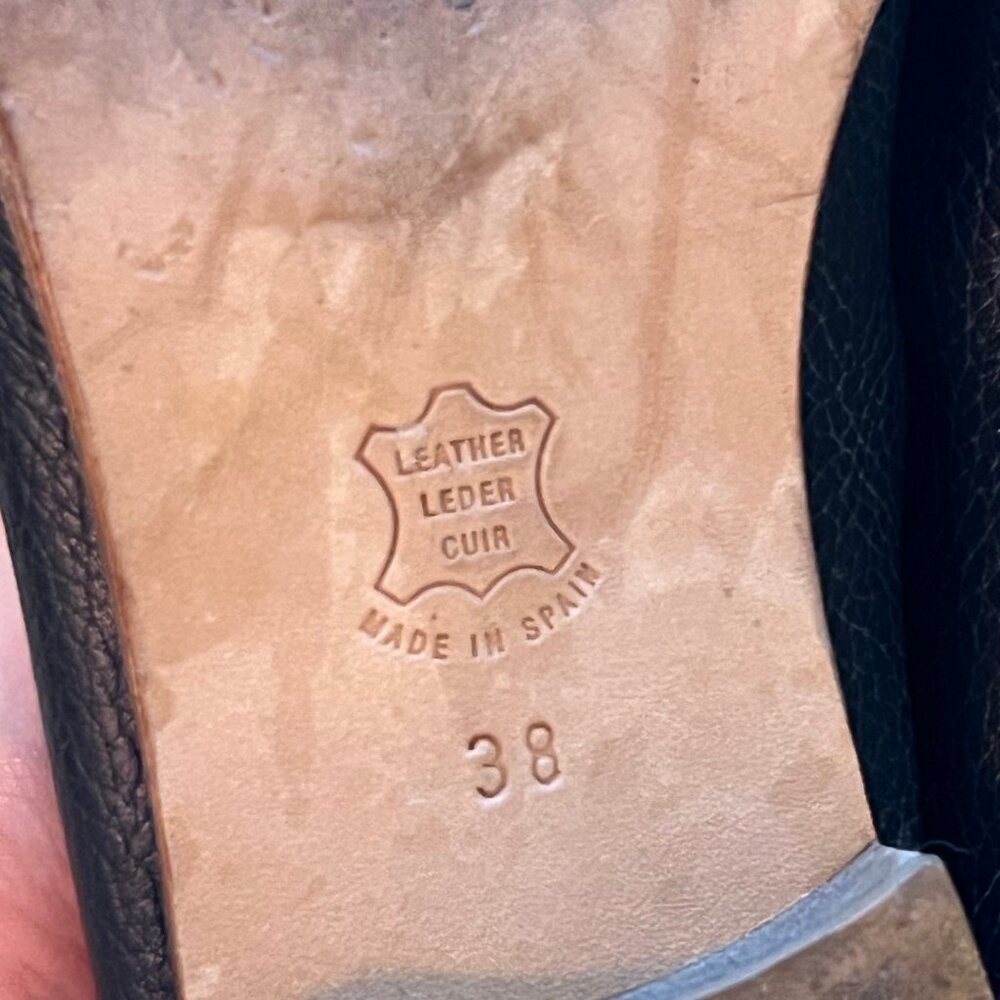 LEATHER
LEDER
CUIR
MADE IN SPAIN
38